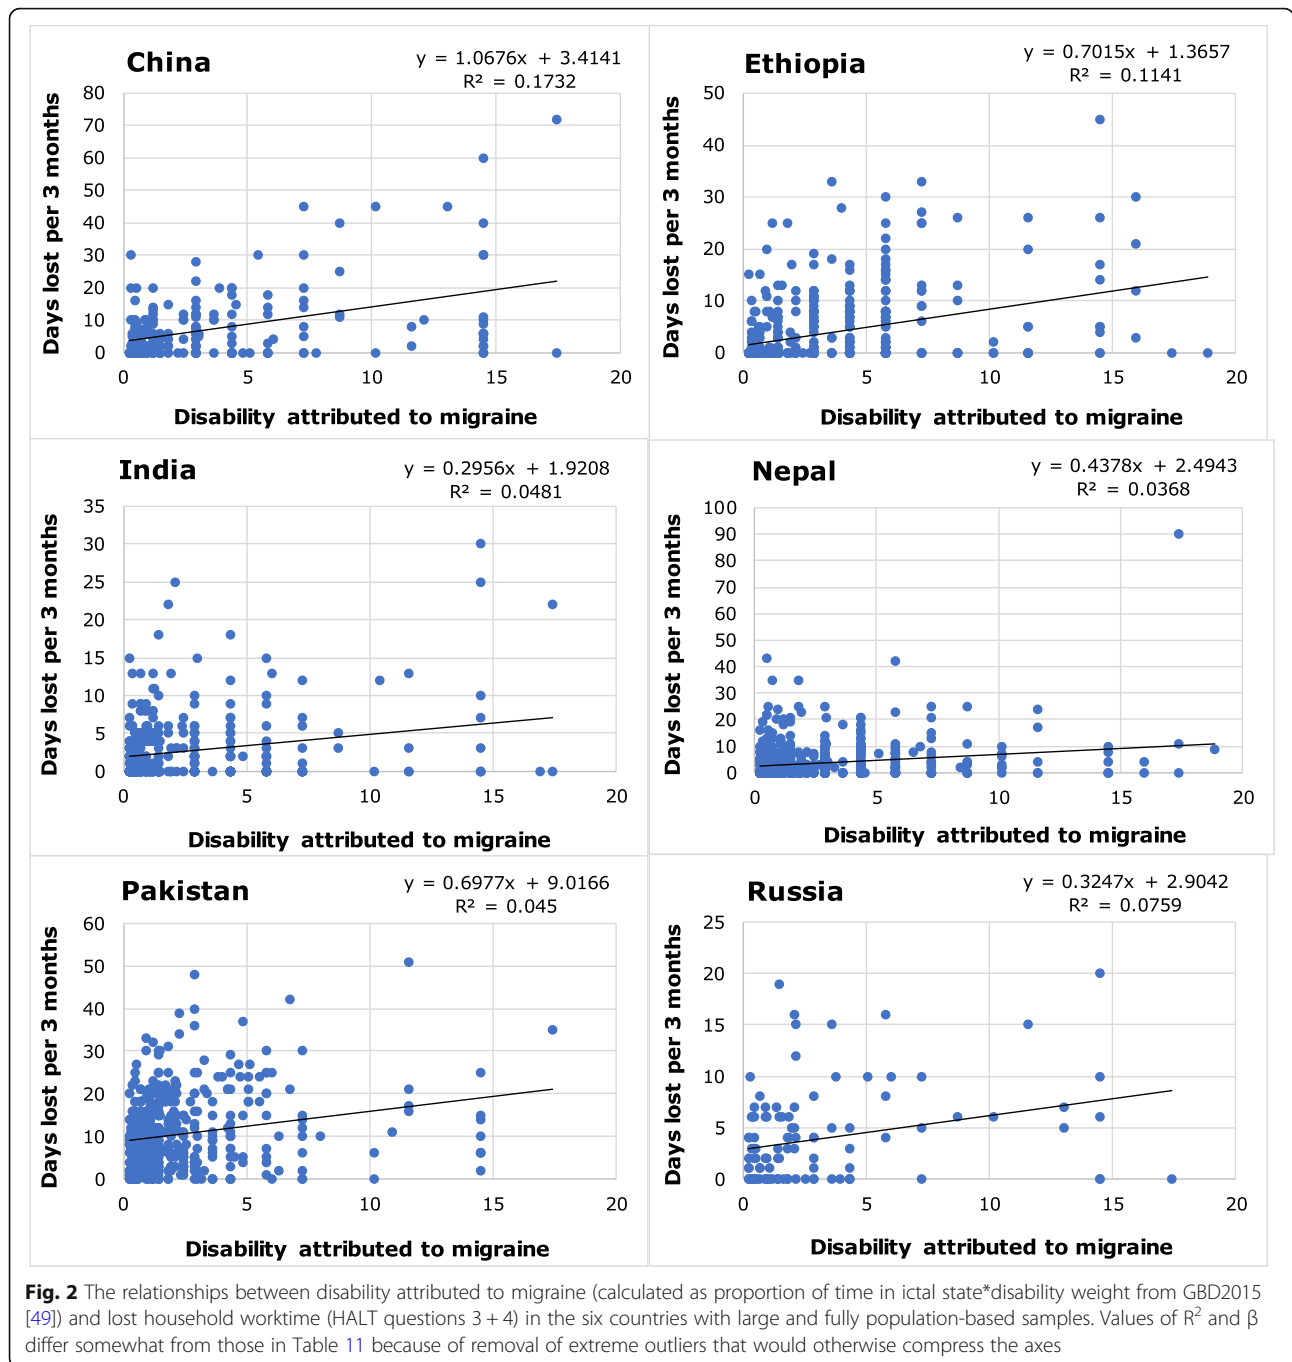 China
y = 1.0676x + 3.4141
R² = 0.1732
Days lost per 3 months
80
70
60
50
40
30
20
10
0
0 5 10 15 20
Disability attributed to migraine
Ethiopia
y = 0.7015x + 1.3657
R² = 0.1141
Days lost per 3 months
50
40
30
20
10
0
0 5 10 15 20
Disability attributed to migraine
India
y = 0.2956x + 1.9208
R² = 0.0481
Days lost per 3 months
35
30
25
20
15
10
5
0
0 5 10 15 20
Disability attributed to migraine
Nepal
y = 0.4378x + 2.4943
R² = 0.0368
Days lost per 3 months
100
90
80
70
60
50
40
30
20
10
0
0 5 10 15 20
Disability attributed to migraine
Pakistan
y = 0.6977x + 9.0166
R² = 0.045
Days lost per 3 months
60
50
40
30
20
10
0
0 5 10 15 20
Disability attributed to migraine
Russia
y = 0.3247x + 2.9042
R² = 0.0759
Days lost per 3 months
25
20
15
10
5
0
0 5 10 15 20
Disability attributed to migraine
Fig. 2 The relationships between disability attributed to migraine (calculated as proportion of time in ictal state*disability weight from GBD2015
[49]) and lost household worktime (HALT questions 3 + 4) in the six countries with large and fully population-based samples. Values of R² and β
differ somewhat from those in Table 11 because of removal of extreme outliers that would otherwise compress the axes